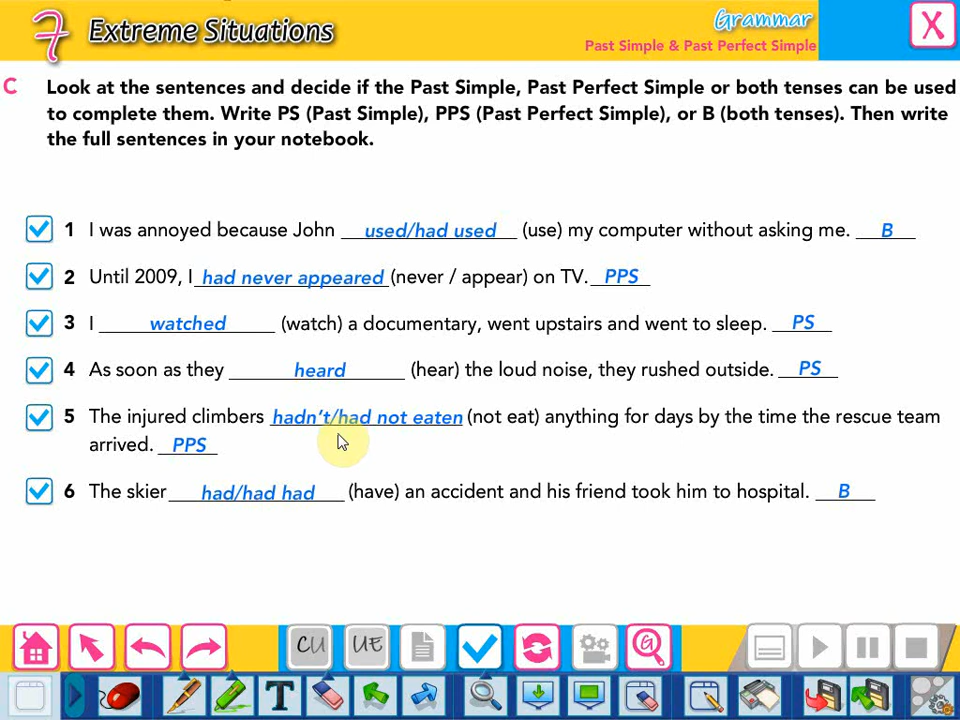 7 Extreme Situations
Grammar
Past Simple & Past Perfect Simple
X
C Look at the sentences and decide if the Past Simple, Past Perfect Simple or both tenses can be used
to complete them. Write PS (Past Simple), PPS (Past Perfect Simple), or B (both tenses). Then write
the full sentences in your notebook.
1 I was annoyed because John used/had used (use) my computer without asking me. B
2 Until 2009, I had never appeared (never / appear) on TV. PPS
3 I watched (watch) a documentary, went upstairs and went to sleep. PS
4 As soon as they heard (hear) the loud noise, they rushed outside. PS
5 The injured climbers hadn't/had not eaten (not eat) anything for days by the time the rescue team
arrived. PPS
6 The skier had/had had (have) an accident and his friend took him to hospital. B
CU UE G
T